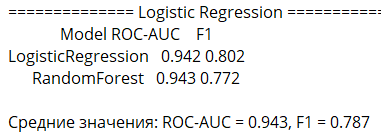 ============== Logistic Regression ===========
Model ROC-AUC F1
LogisticRegression 0.942 0.802
RandomForest 0.943 0.772
Средние значения: ROC-AUC = 0.943, F1 = 0.787